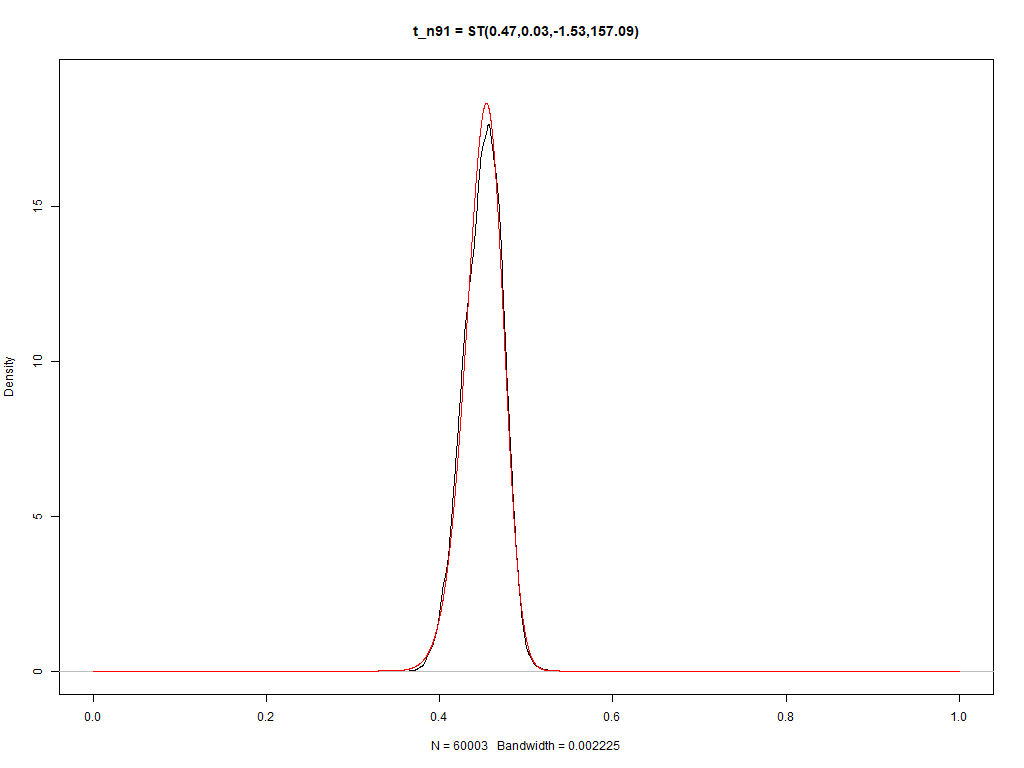 t_n91 = ST(0.47,0.03,-1.53,157.09)
Density
15
10
5
0
0.0 0.2 0.4 0.6 0.8 1.0
N = 60003 Bandwidth = 0.002225